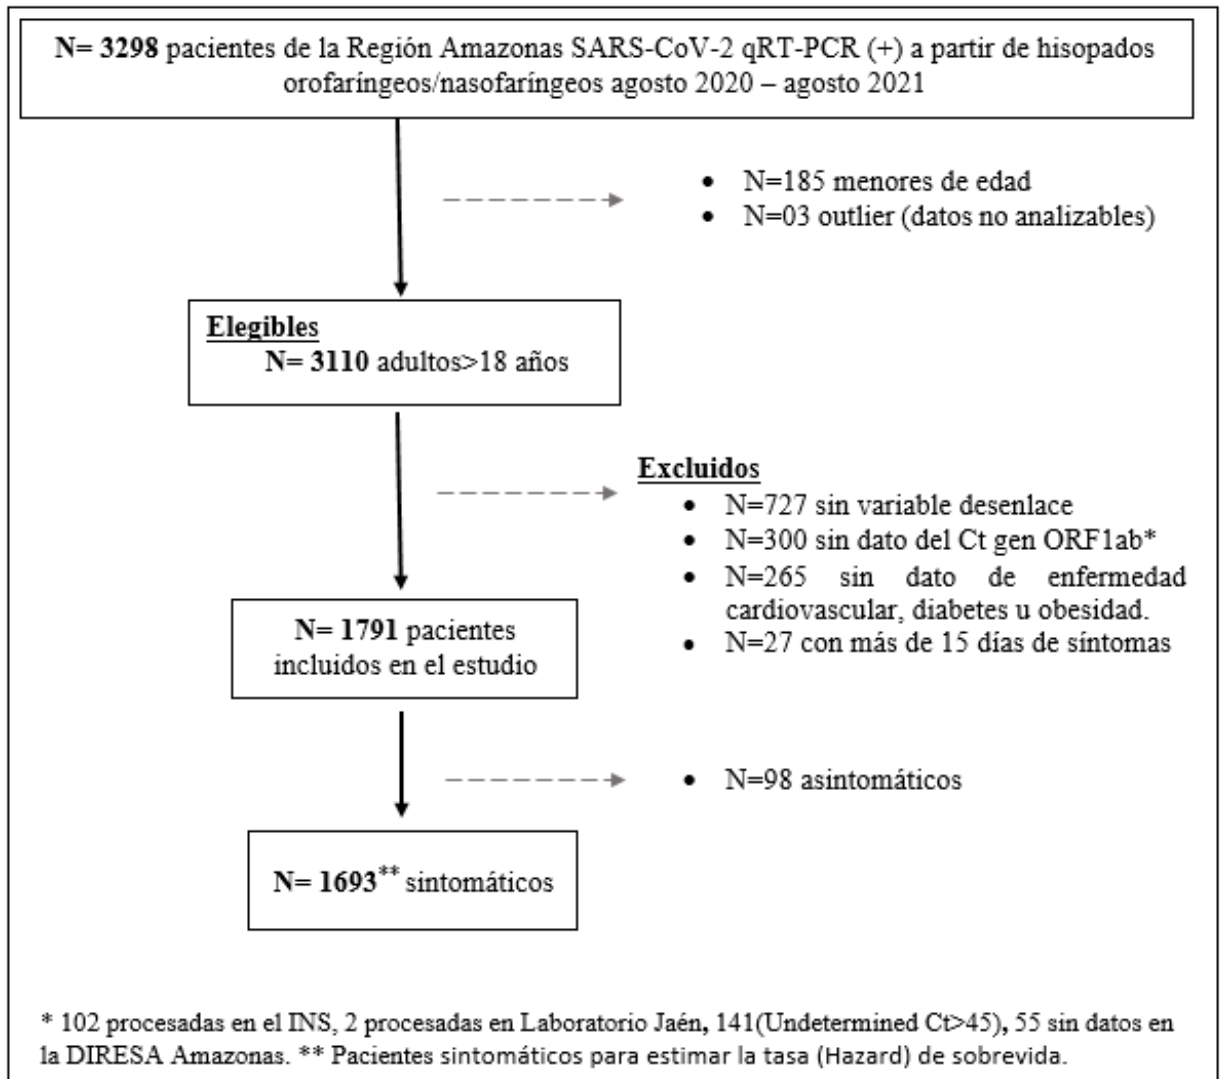 N= 3298 pacientes de la Región Amazonas SARS-CoV-2 qRT-PCR (+) a partir de hisopados
orofaríngeos/nasofaríngeos agosto 2020 – agosto 2021
• N=185 menores de edad
• N=03 outlier (datos no analizables)
Elegibles
N= 3110 adultos>18 años
Excluidos
• N=727 sin variable desenlace
• N=300 sin dato del Ct gen ORF1ab*
• N=265 sin dato de enfermedad
cardiovascular, diabetes u obesidad.
• N=27 con más de 15 días de síntomas
N= 1791 pacientes
incluidos en el estudio
• N=98 asintomáticos
N= 1693** sintomáticos
* 102 procesadas en el INS, 2 procesadas en Laboratorio Jaén, 141(Undetermined Ct>45), 55 sin datos en
la DIRESA Amazonas. ** Pacientes sintomáticos para estimar la tasa (Hazard) de sobrevida.